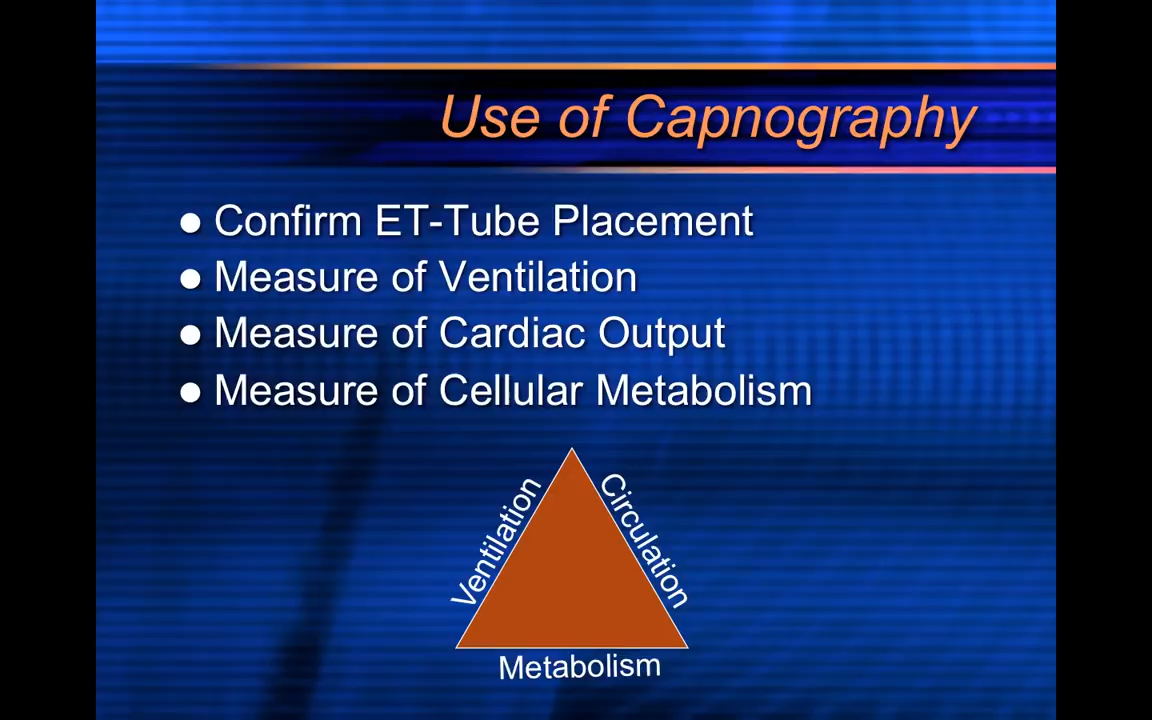 Use of Capnography
● Confirm ET-Tube Placement
● Measure of Ventilation
● Measure of Cardiac Output
● Measure of Cellular Metabolism
Ventilation
Circulation
Metabolism